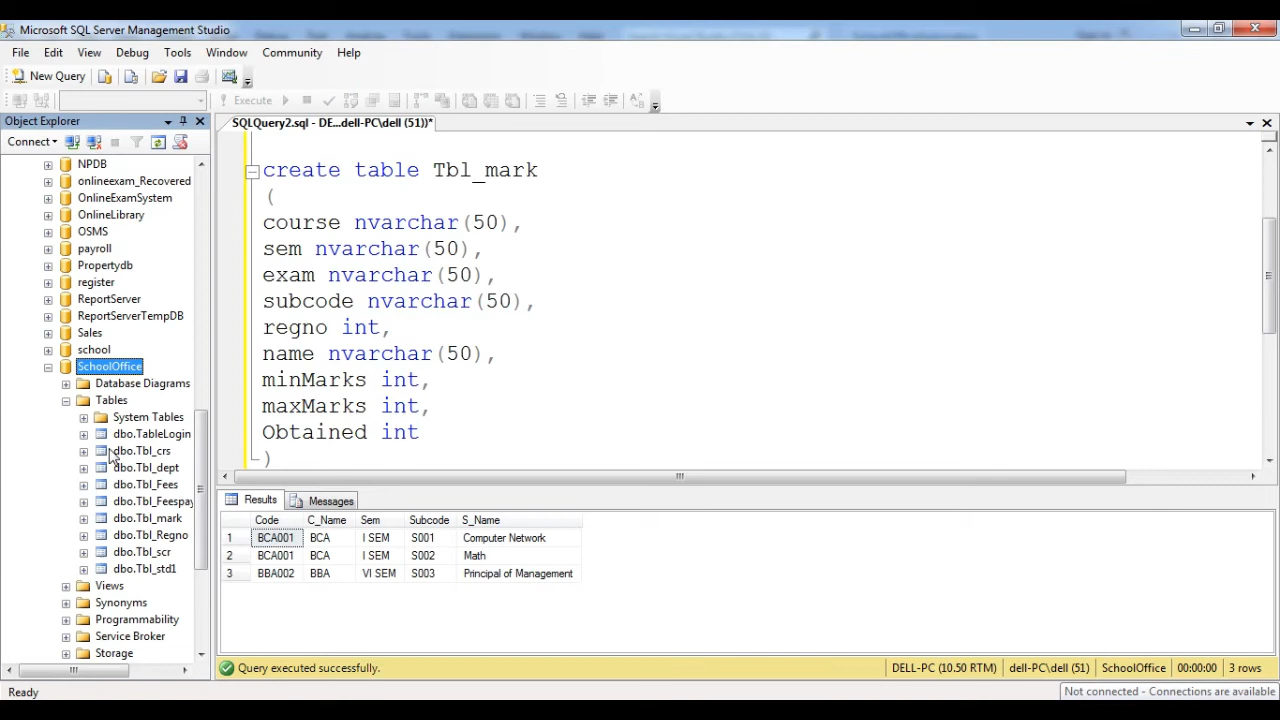 Microsoft SQL Server Management Studio
File Edit View Debug Tools Window Community Help
New Query
Execute
Object Explorer
Connect
NPDB
onlineexam_Recovered
OnlineExamSystem
OnlineLibrary
OSMS
payroll
Propertydb
register
ReportServer
ReportServerTempDB
Sales
school
SchoolOffice
Database Diagrams
Tables
System Tables
dbo.TableLogin
dbo.Tbl_crs
dbo.Tbl_dept
dbo.Tbl_Fees
dbo.Tbl_Feespay
dbo.Tbl_mark
dbo.Tbl_Regno
dbo.Tbl_scr
dbo.Tbl_std1
Views
Synonyms
Programmability
Service Broker
Storage
SQLQuery2.sql - DE...dell-PC\dell (51))*
create table Tbl_mark
(
course nvarchar(50),
sem nvarchar(50),
exam nvarchar(50),
subcode nvarchar(50),
regno int,
name nvarchar(50),
minMarks int,
maxMarks int,
Obtained int
)
Results Messages
Code C_Name Sem Subcode S_Name
1 BCA001 BCA I SEM S001 Computer Network
2 BCA001 BCA I SEM S002 Math
3 BBA002 BBA VI SEM S003 Principal of Management
Query executed successfully. DELL-PC (10.50 RTM) dell-PC\dell (51) SchoolOffice 00:00:00 3 rows
Ready
Not connected - Connections are available